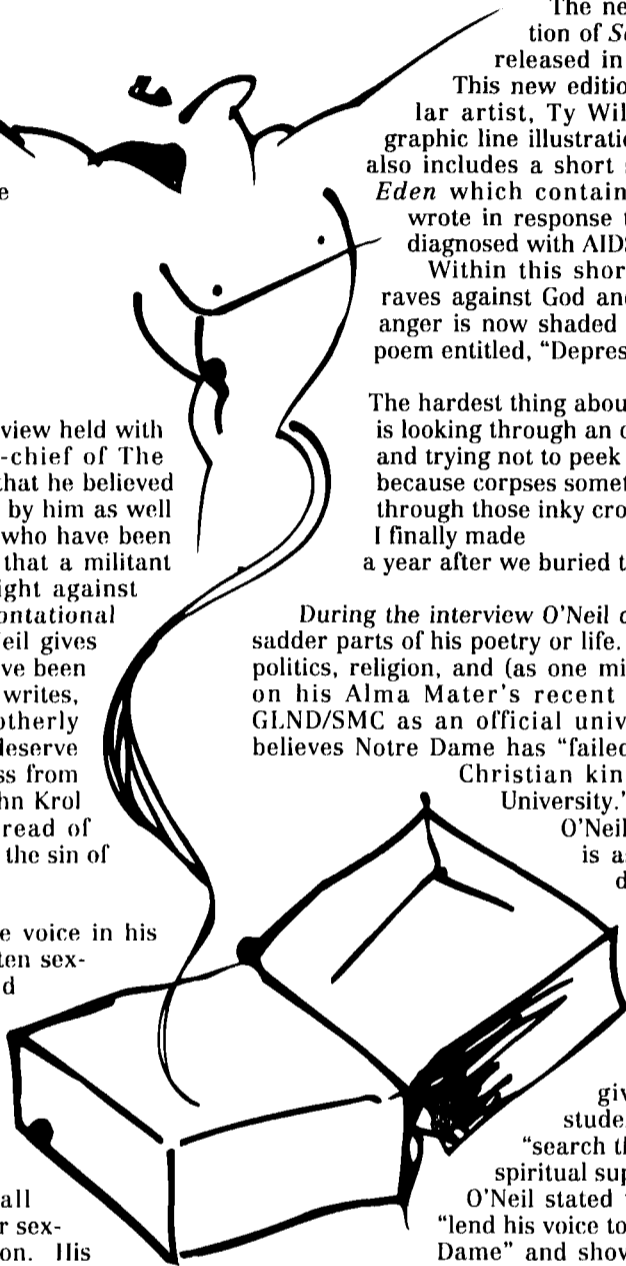 e
view held with
-chief of The
that he believed
by him as well
who have been
that a militant
ight against
ontational
eil gives
ve been
writes,
otherly
deserve
ss from
hn Krol
read of
the sin of
e voice in his
ten sex-
d
all
r sex-
on. His
The ne
tion of S
released in
This new editio
lar artist, Ty Wil
graphic line illustrati
also includes a short
Eden which contain
wrote in response t
diagnosed with AID
Within this shor
raves against God an
anger is now shaded
poem entitled, "Depres
The hardest thing abou
is looking through an
and trying not to peek
because corpses somet
through those inky cro
I finally made
a year after we buried t
During the interview O'Neil
sadder parts of his poetry or life.
politics, religion, and (as one mi
on his Alma Mater's recent
GLND/SMC as an official univ
believes Notre Dame has "failed
Christian kin
University.'
O'Neil
is a
d
giv
stude
"search t
spiritual sup
O'Neil stated
"lend his voice to
Dame" and shov